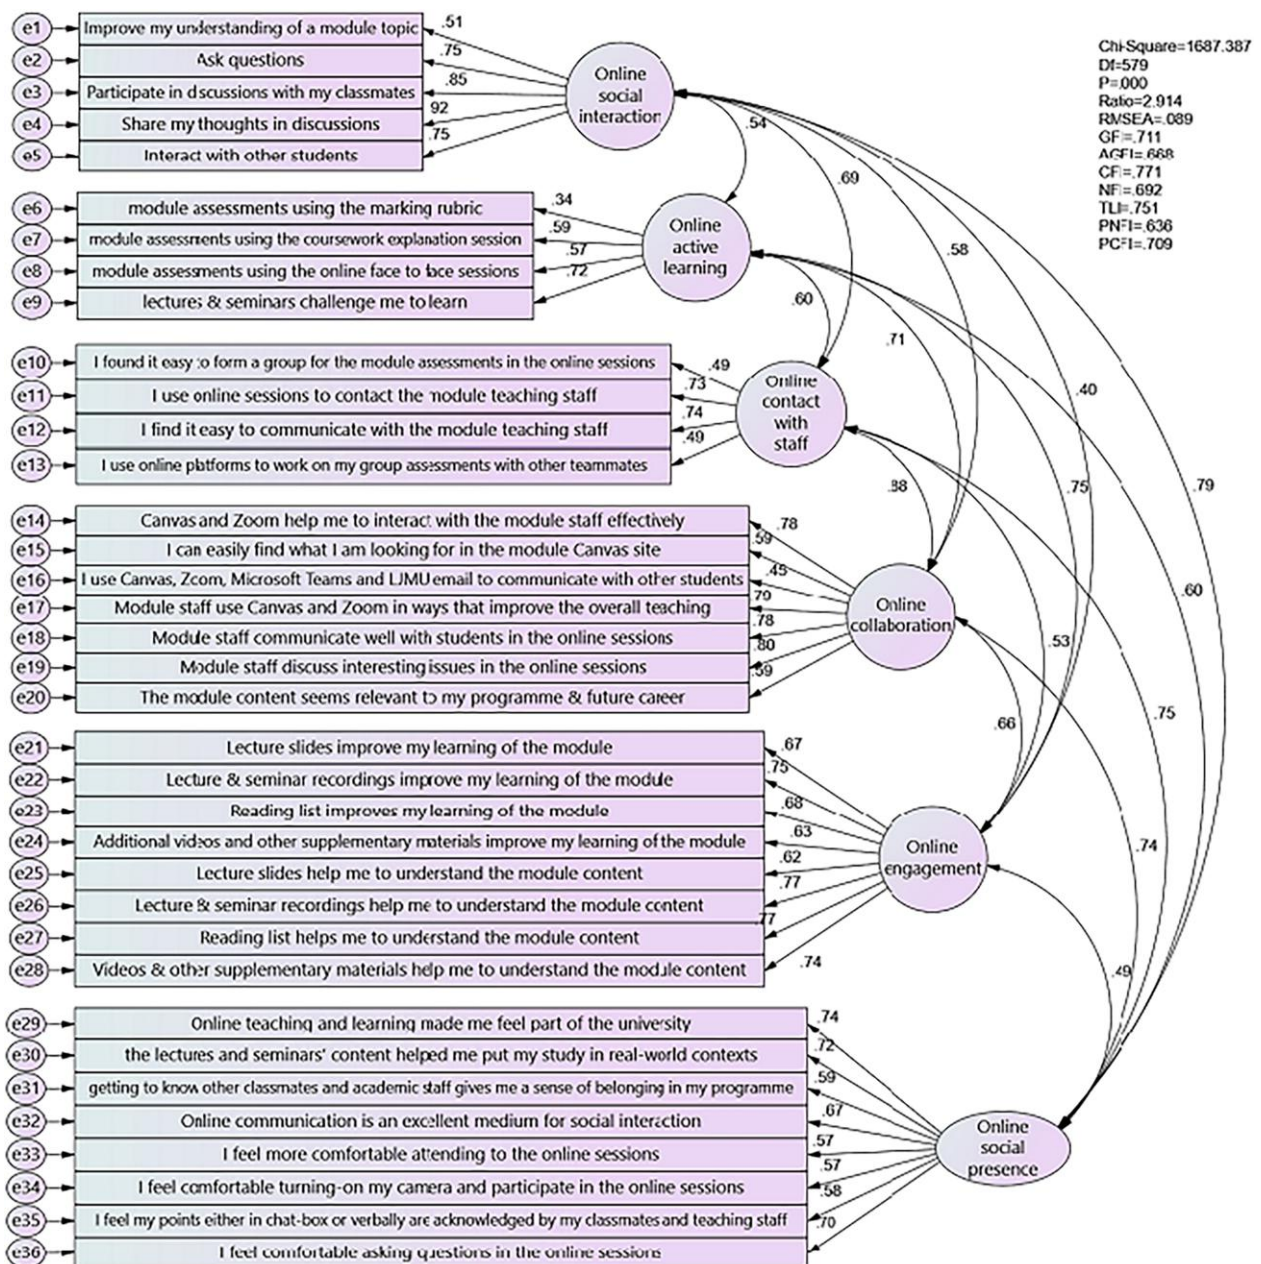 e1 Improve my understanding of a module topic .51
e2 Ask questions .75
e3 Participate in dscussions with my classmates .85
e4 Share my thoughts in discussions 92
e5 Interact with other students .75
Online
social
interaction
Chi-Square=1687.387
Df=579
P=.000
Ratio=2.914
RMSEA=.089
GFI=.711
AGFI=.668
CFI=.771
NFI=.692
TLI=.751
PNFI=.636
PCFI=.709
.54
.69
.58
.40
.79
e6 module assessments using the marking rubric .34
e7 module assessments using the coursework explanation session .59
e8 module assessments using the online face to face sessions .57
e9 lectures & seminars challenge me to learn .72
Online
active
learning
.60
.71
.75
.60
e10 I found it easy to form a group for the module assessments in the online sessions .49
e11 I use online sessions to contact the module teaching staff .73
e12 I find it easy to communicate with the module teaching staff .74
e13 I use online platforms to work on my group assessments with other teammates .49
Online
contact
with
staff
.88
.53
.75
e14 Canvas and Zoom help me to interact with the module staff effectively .78
e15 I can easily find what I am looking for in the module Canvas site .59
e16 I use Canvas, Zoom, Microsoft Teams and LJMU email to communicate with other students .45
e17 Module staff use Canvas and Zoom in ways that improve the overall teaching .79
e18 Module staff communicate well with students in the online sessions .78
e19 Module staff discuss interesting issues in the online sessions .80
e20 The module content seems relevant to my programme & future career .59
Online
collaboration
.66
.74
e21 Lecture slides improve my learning of the module .67
e22 Lecture & seminar recordings improve my learning of the module .75
e23 Reading list improves my learning of the module .68
e24 Additional videos and other supplementary materials improve my learning of the module .63
e25 Lecture slides help me to understand the module content .62
e26 Lecture & seminar recordings help me to understand the module content .77
e27 Reading list helps me to understand the module content .77
e28 Videos & other supplementary materials help me to understand the module content .74
Online
engagement
.49
e29 Online teaching and learning made me feel part of the university .74
e30 the lectures and seminars' content helped me put my study in real-world contexts .72
e31 getting to know other classmates and academic staff gives me a sense of belonging in my programme .59
e32 Online communication is an excellent medium for social interaction .67
e33 I feel more comfortable attending to the online sessions .57
e34 I feel comfortable turning-on my camera and participate in the online sessions .57
e35 I feel my points either in chat-box or verbally are acknowledged by my classmates and teaching staff .58
e36 I feel comfortable asking questions in the online sessions .70
Online
social
presence